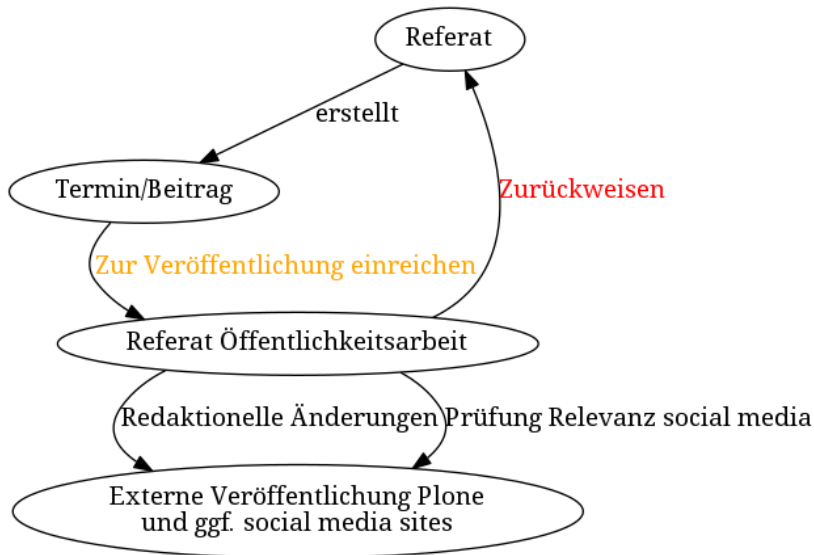 Referat
erstellt
Termin/Beitrag
Zurückweisen
Zur Veröffentlichung einreichen
Referat Öffentlichkeitsarbeit
Redaktionelle Änderungen
Prüfung Relevanz social media
Externe Veröffentlichung Plone
und ggf. social media sites